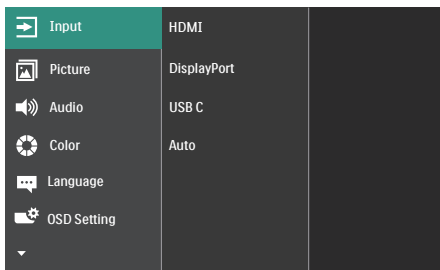 Input
HDMI
Picture
DisplayPort
Audio
USB C
Color
Auto
Language
OSD Setting